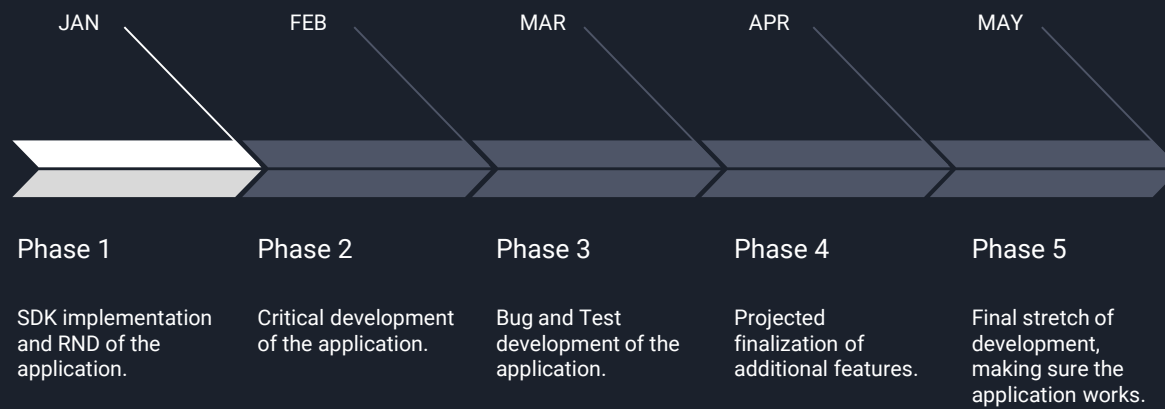 JAN
FEB
MAR
APR
MAY
Phase 1
Phase 2
Phase 3
Phase 4
Phase 5
SDK implementation
and RND of the
application.
Critical development
of the application.
Bug and Test
development of the
application.
Projected
finalization of
additional features.
Final stretch of
development,
making sure the
application works.